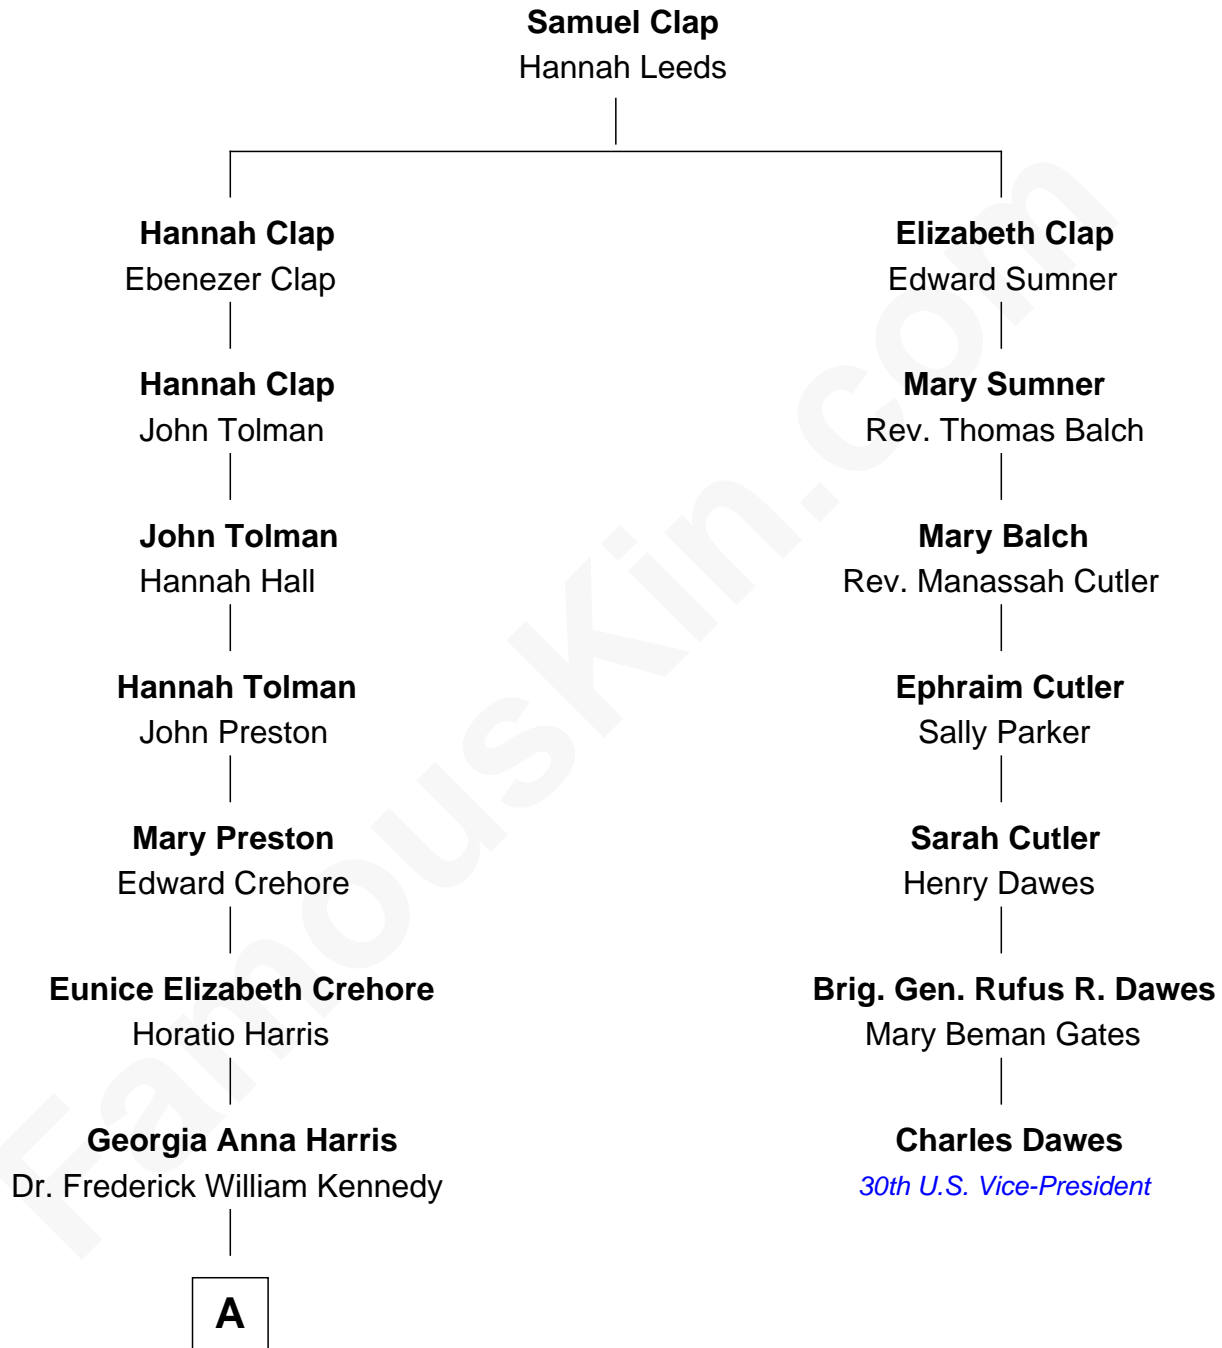 Samuel Clap
Hannah Leeds
Hannah Clap
Ebenezer Clap
Hannah Clap
John Tolman
John Tolman
Hannah Hall
Hannah Tolman
John Preston
Mary Preston
Edward Crehore
Eunice Elizabeth Crehore
Horatio Harris
Georgia Anna Harris
Dr. Frederick William Kennedy
A
Elizabeth Clap
Edward Sumner
Mary Sumner
Rev. Thomas Balch
Mary Balch
Rev. Manassah Cutler
Ephraim Cutler
Sally Parker
Sarah Cutler
Henry Dawes
Brig. Gen. Rufus R. Dawes
Mary Beman Gates
Charles Dawes
30th U.S. Vice-President
FamousKin.com